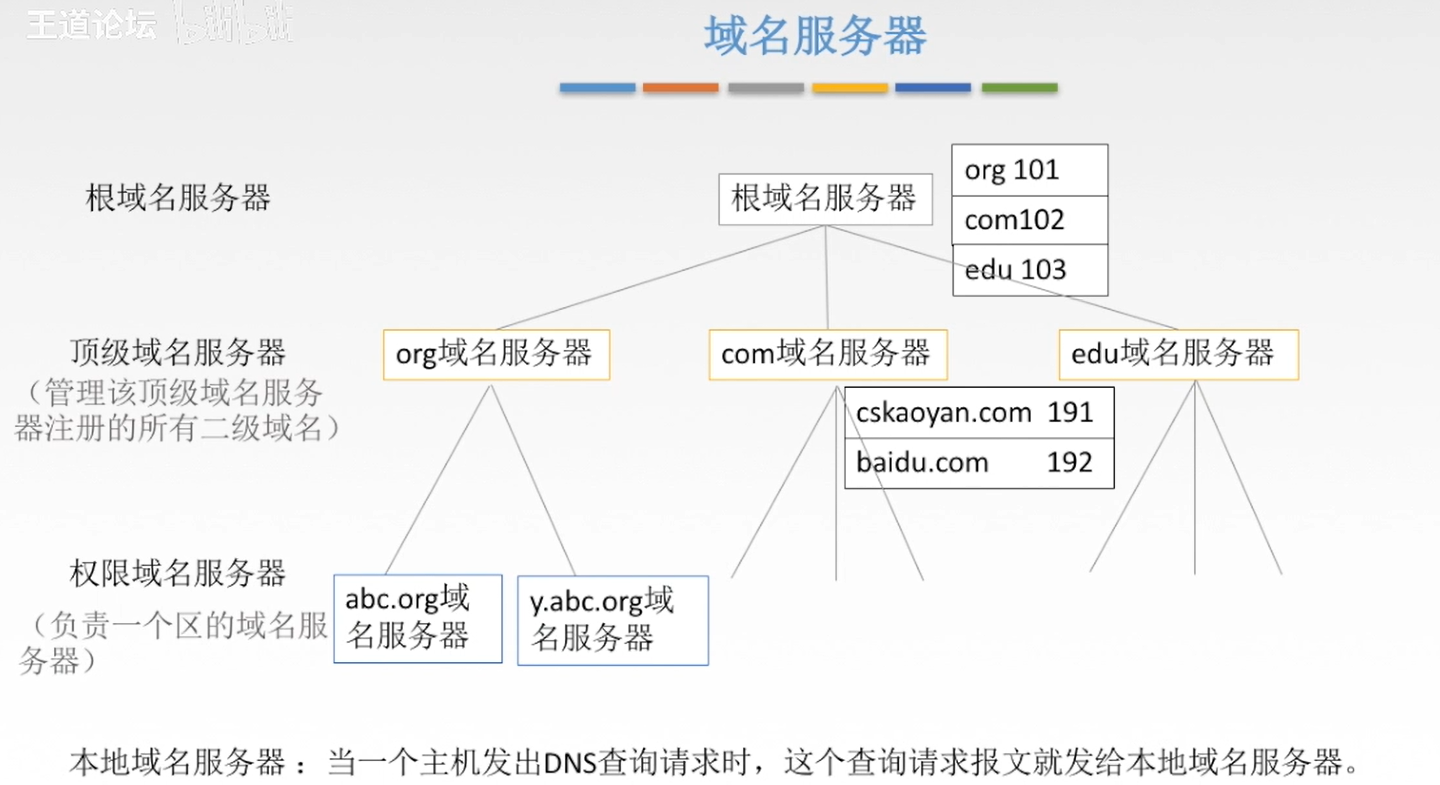 王道论坛 bilibili
域名服务器
根域名服务器
根域名服务器
org 101
com102
edu 103
顶级域名服务器
（管理该顶级域名服务
器注册的所有二级域名）
org域名服务器
com域名服务器
edu域名服务器
cskaoyan.com 191
baidu.com 192
权限域名服务器
（负责一个区的域名服
务器）
abc.org域
名服务器
y.abc.org域
名服务器
本地域名服务器：当一个主机发出DNS查询请求时，这个查询请求报文就发给本地域名服务器。